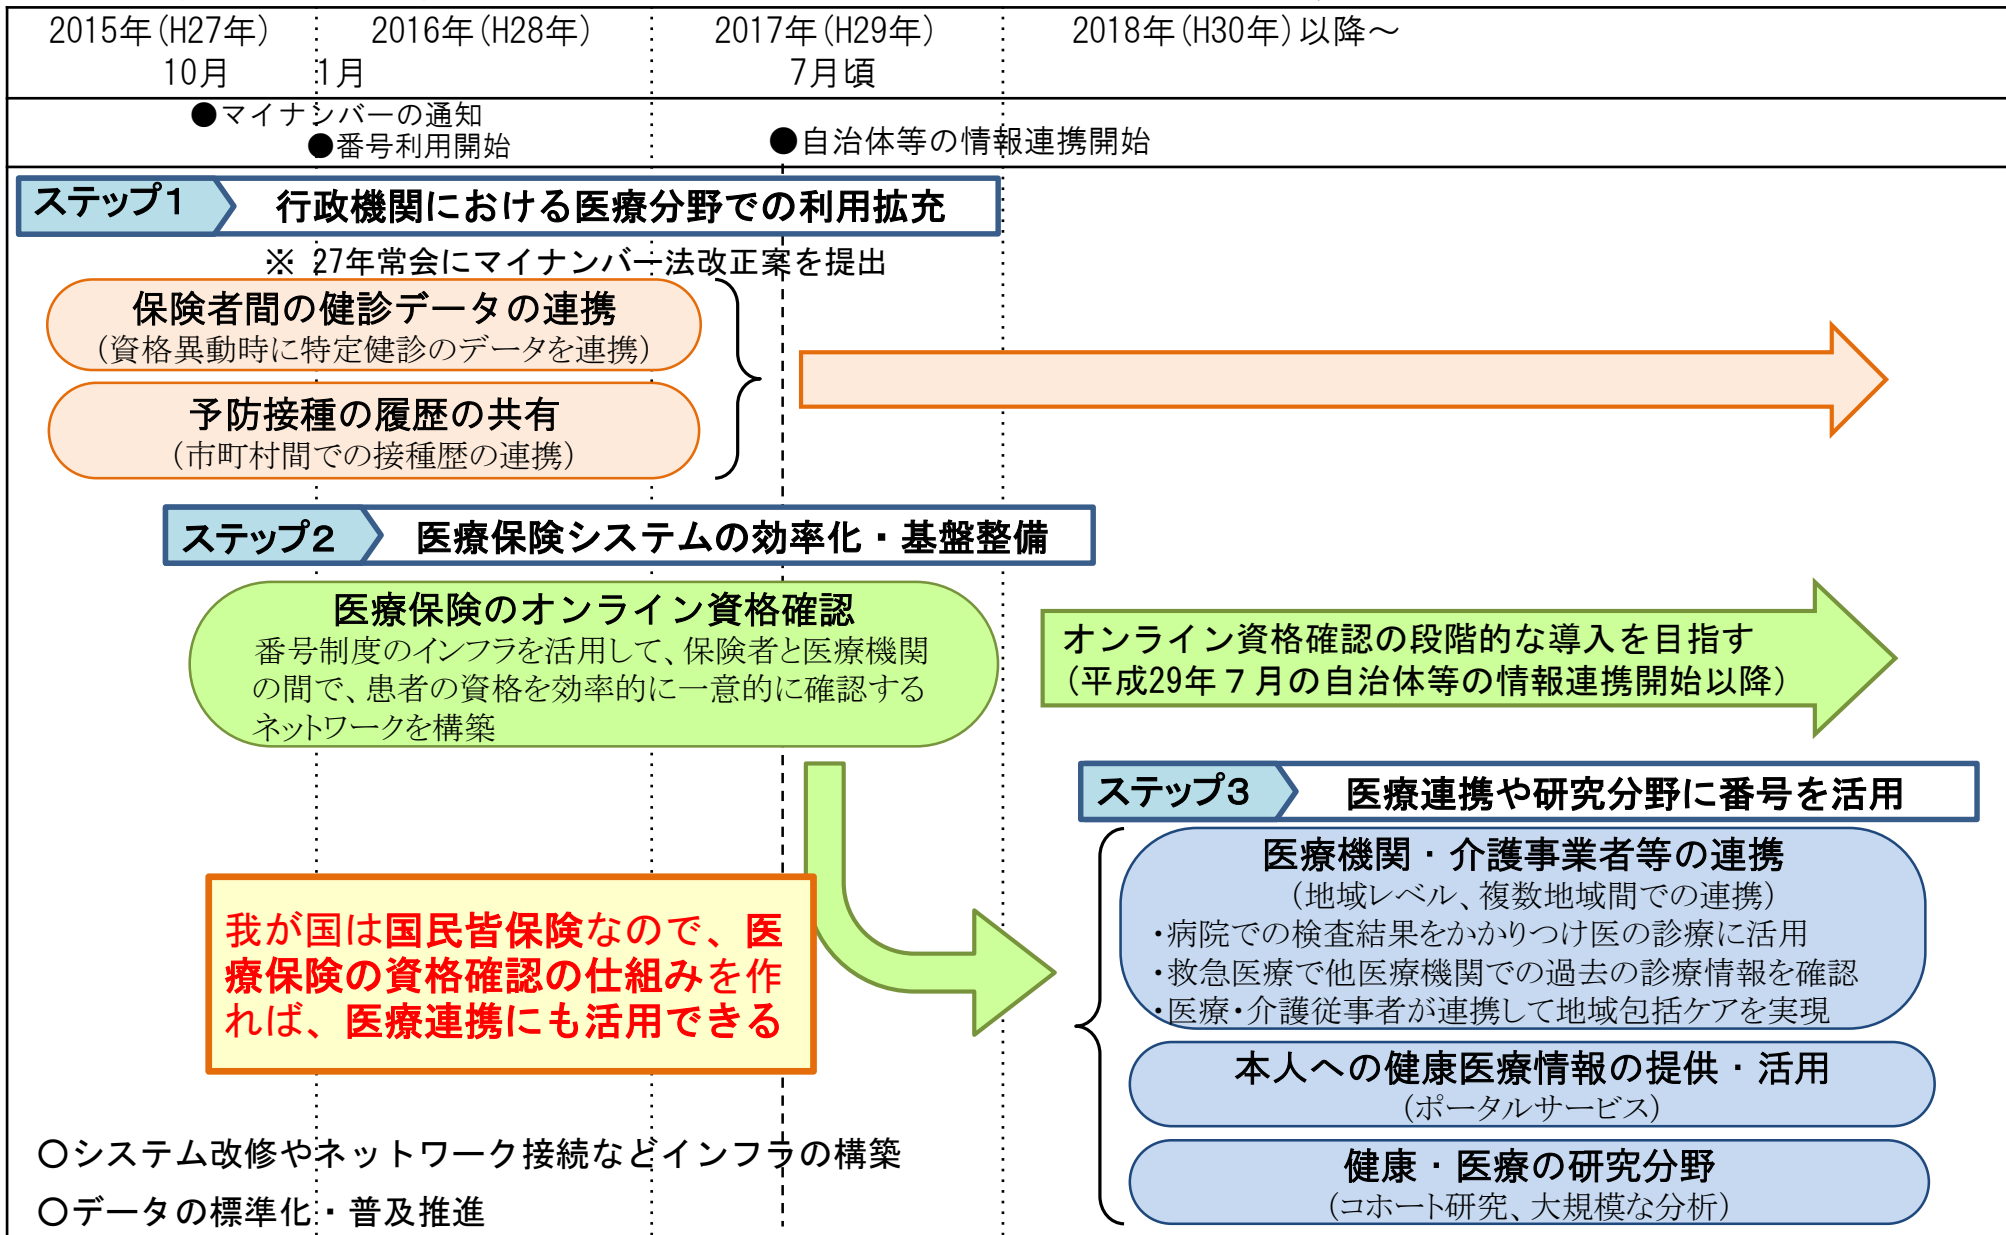 2015年(H27年) 2016年(H28年) 2017年(H29年) 2018年(H30年)以降～
10月 1月 7月頃
●マイナンバーの通知
●番号利用開始
●自治体等の情報連携開始
ステップ1 行政機関における医療分野での利用拡充
※ 27年常会にマイナンバー法改正案を提出
保険者間の健診データの連携
(資格異動時に特定健診のデータを連携)
予防接種の履歴の共有
(市町村間での接種歴の連携)
ステップ2 医療保険システムの効率化・基盤整備
医療保険のオンライン資格確認
番号制度のインフラを活用して、保険者と医療機関
の間で、患者の資格を効率的に一意的に確認する
ネットワークを構築
オンライン資格確認の段階的な導入を目指す
(平成29年７月の自治体等の情報連携開始以降)
ステップ3 医療連携や研究分野に番号を活用
医療機関・介護事業者等の連携
(地域レベル、複数地域間での連携)
・病院での検査結果をかかりつけ医の診療に活用
・救急医療で他医療機関での過去の診療情報を確認
・医療・介護従事者が連携して地域包括ケアを実現
本人への健康医療情報の提供・活用
(ポータルサービス)
健康・医療の研究分野
(コホート研究、大規模な分析)
我が国は国民皆保険なので、医
療保険の資格確認の仕組みを作
れば、医療連携にも活用できる
○システム改修やネットワーク接続などインフラの構築
○データの標準化・普及推進